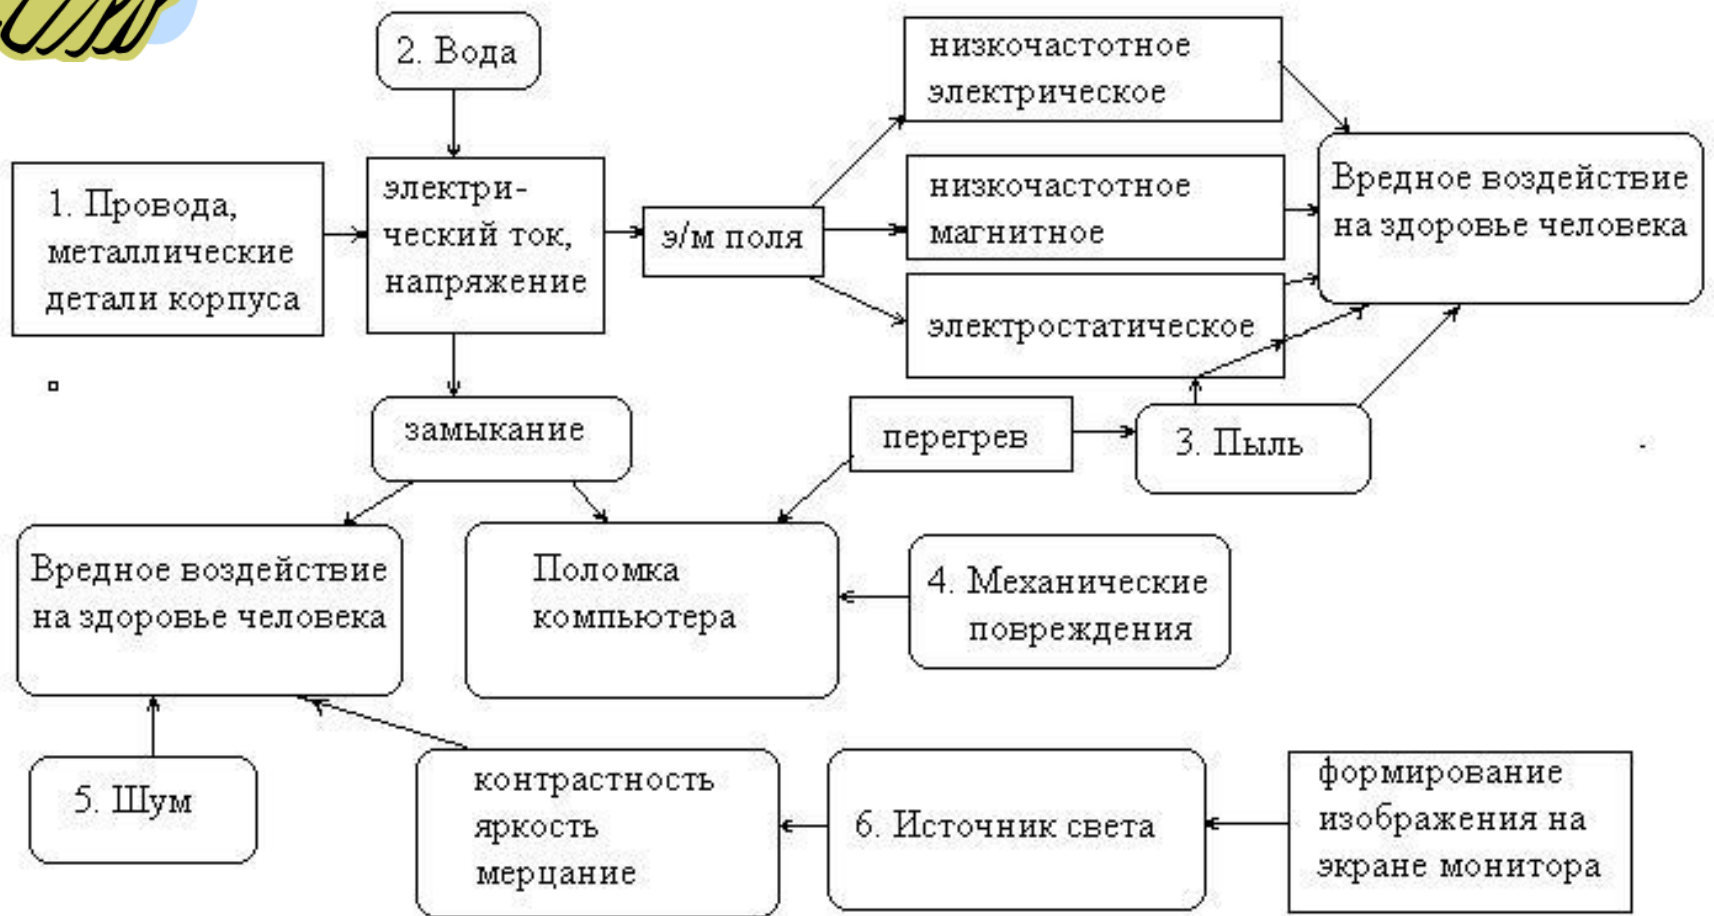 2. Вода
низкочастотное
электрическое
1. Провода,
металлические
детали корпуса
электри-
ческий ток,
напряжение
э/м поля
низкочастотное
магнитное
Вредное воздействие
на здоровье человека
электростатическое
замыкание
перегрев
3. Пыль
Вредное воздействие
на здоровье человека
Поломка
компьютера
4. Механические
повреждения
5. Шум
контрастность
яркость
мерцание
6. Источник света
формирование
изображения на
экране монитора